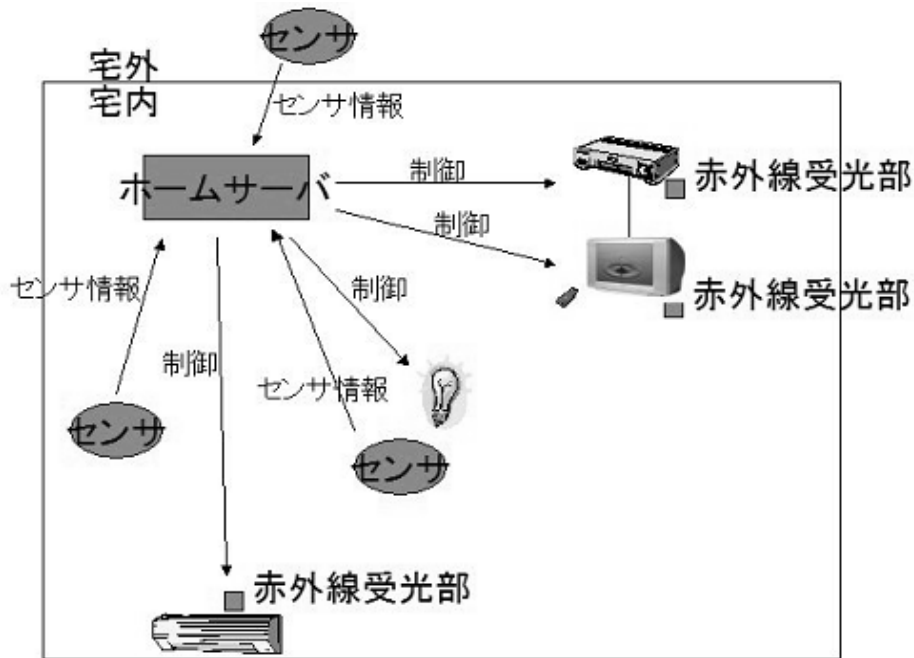 センサ
宅外
宅内
センサ情報
ホームサーバ
制御
赤外線受光部
制御
センサ情報
制御
赤外線受光部
制御
センサ情報
センサ
センサ
赤外線受光部